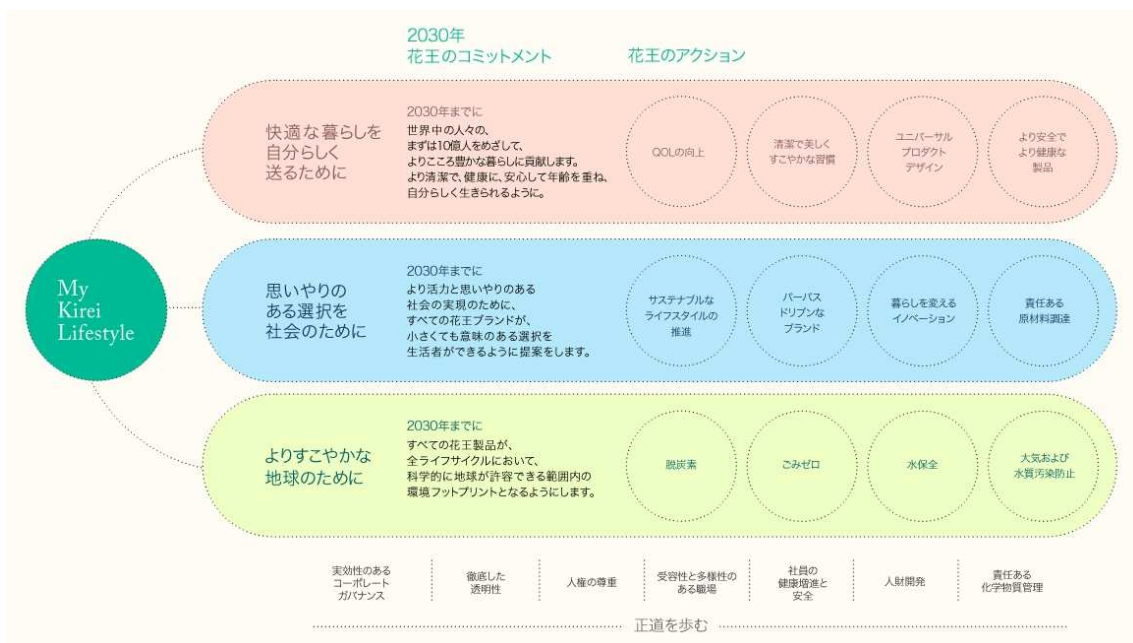 2030年
花王のコミットメント
花王のアクション
My
Kirei
Lifestyle
快適な暮らしを
自分らしく
送るために
2030年までに
世界中の人々の、
まずは10億人をめざして、
よりこころ豊かな暮らしに貢献します。
より清潔で、健康に、安心して年齢を重ね、
自分らしく生きられるように。
QOLの向上
清潔で美しく
すこやかな習慣
ユニバーサル
プロダクト
デザイン
より安全で
より健康な
製品
思いやりの
ある選択を
社会のために
2030年までに
より活力と思いやりのある
社会の実現のために、
すべての花王ブランドが、
小さくても意味のある選択を
生活者ができるように提案をします。
サステナブルな
ライフスタイルの
推進
パーパス
ドリブンな
ブランド
暮らしを変える
イノベーション
責任ある
原材料調達
よりすこやかな
地球のために
2030年までに
すべての花王製品が、
全ライフサイクルにおいて、
科学的に地球が許容できる範囲内の
環境フットプリントとなるようにします。
脱炭素
ごみゼロ
水保全
大気および
水質汚染防止
実効性のある
コーポレート
ガバナンス
徹底した
透明性
人権の尊重
受容性と多様性の
ある職場
社員の
健康増進と
安全
人財開発
責任ある
化学物質管理
正道を歩む